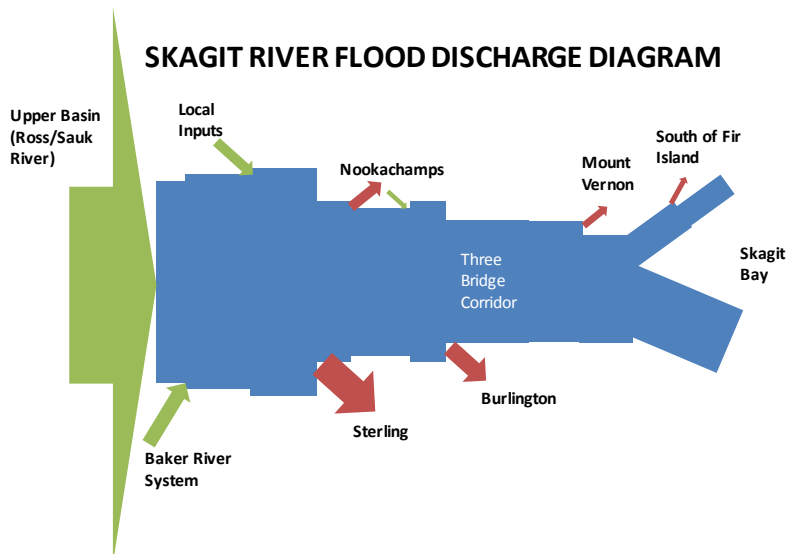 SKAGIT RIVER FLOOD DISCHARGE DIAGRAM
Upper Basin
(Ross/Sauk
River)
Local
Inputs
Nookachamps
Mount
Vernon
South of Fir
Island
Three
Bridge
Corridor
Skagit
Bay
Burlington
Sterling
Baker River
System